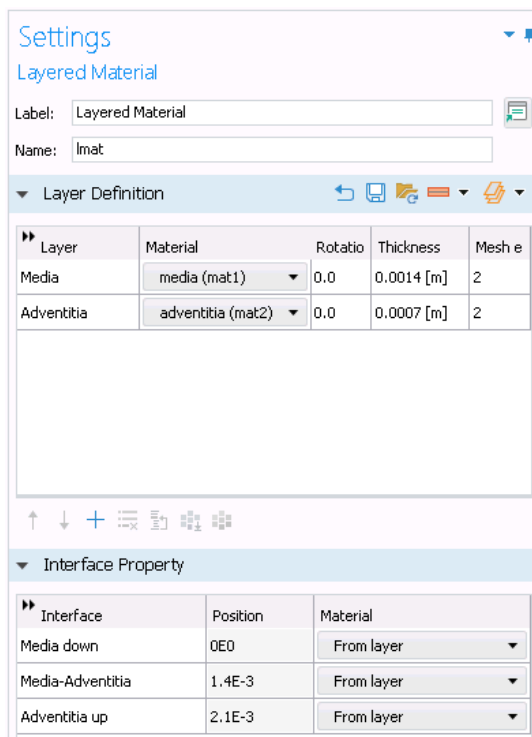 Settings
Layered Material
Label: Layered Material
Name: lmat
Layer Definition
Layer Material Rotatio Thickness Mesh e
Media media (mat1) 0.0 0.0014 [m] 2
Adventitia adventitia (mat2) 0.0 0.0007 [m] 2
Interface Property
Interface Position Material
Media down 0E0 From layer
Media-Adventitia 1.4E-3 From layer
Adventitia up 2.1E-3 From layer